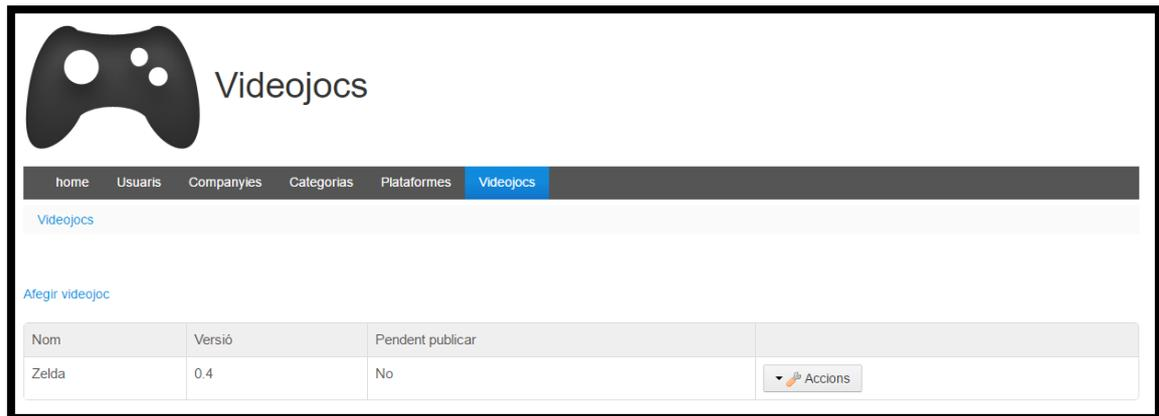 Videojocs
home Usuaris Companyies Categorias Plataformes Videojocs
Videojocs
Afegir videojoc
Nom Versió Pendent publicar
Zelda 0.4 No Accions